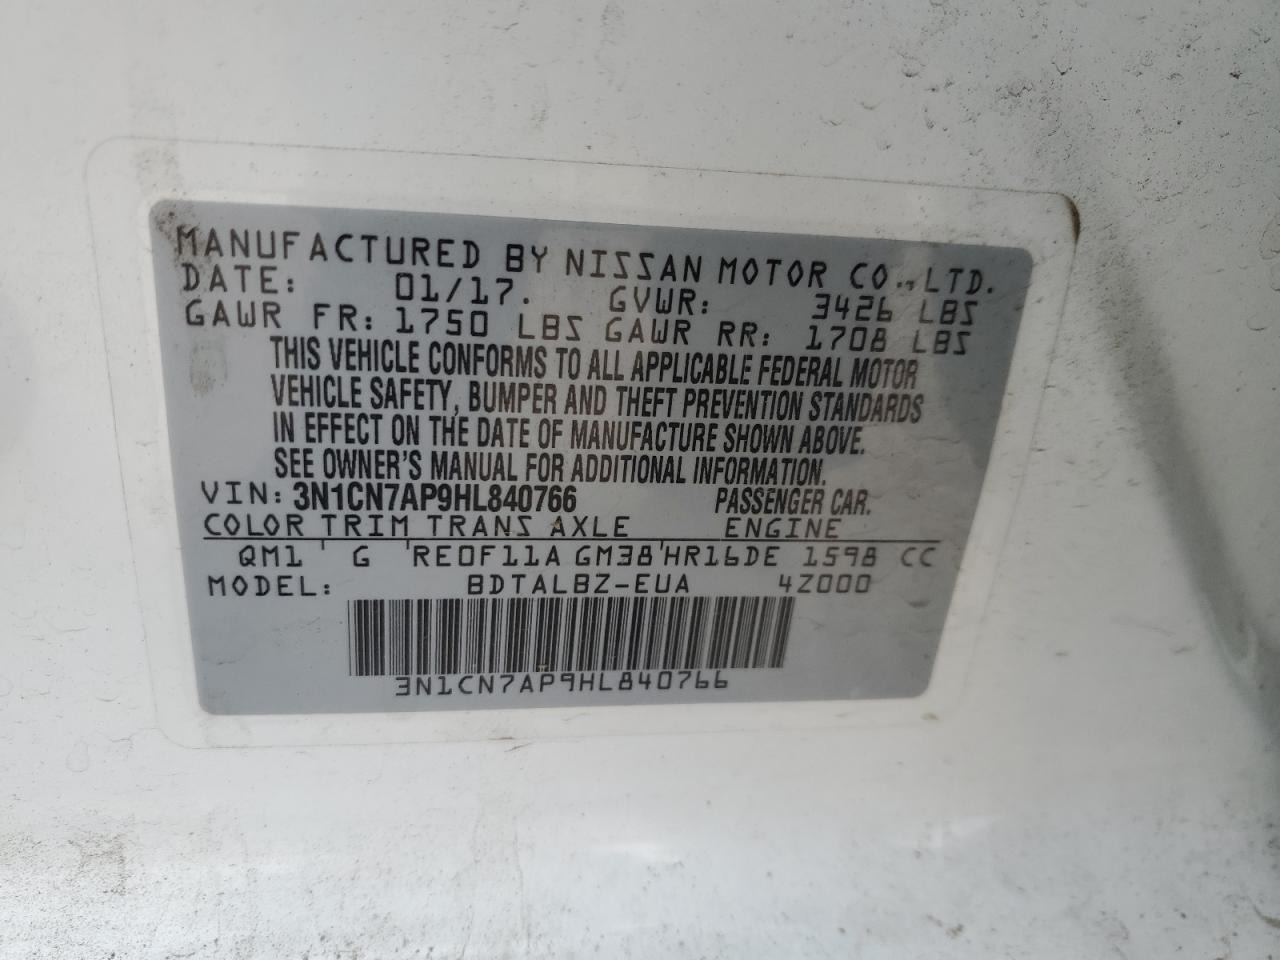 MANUFACTURED BY NISSAN MOTOR CO., LTD.
DATE: 01/17. GVWR: 3426 LBS
GAWR FR: 1750 LBS GAWR RR: 1708 LBS
THIS VEHICLE CONFORMS TO ALL APPLICABLE FEDERAL MOTOR
VEHICLE SAFETY, BUMPER AND THEFT PREVENTION STANDARDS
IN EFFECT ON THE DATE OF MANUFACTURE SHOWN ABOVE.
SEE OWNER'S MANUAL FOR ADDITIONAL INFORMATION.
VIN: 3N1CN7AP9HL840766 PASSENGER CAR.
COLOR TRIM TRANS AXLE ENGINE
QM1 G RE0F11A GM38 HR16DE 1598 CC
MODEL: BDTALBZ-EUA 4Z000
3N1CN7AP9HL840766